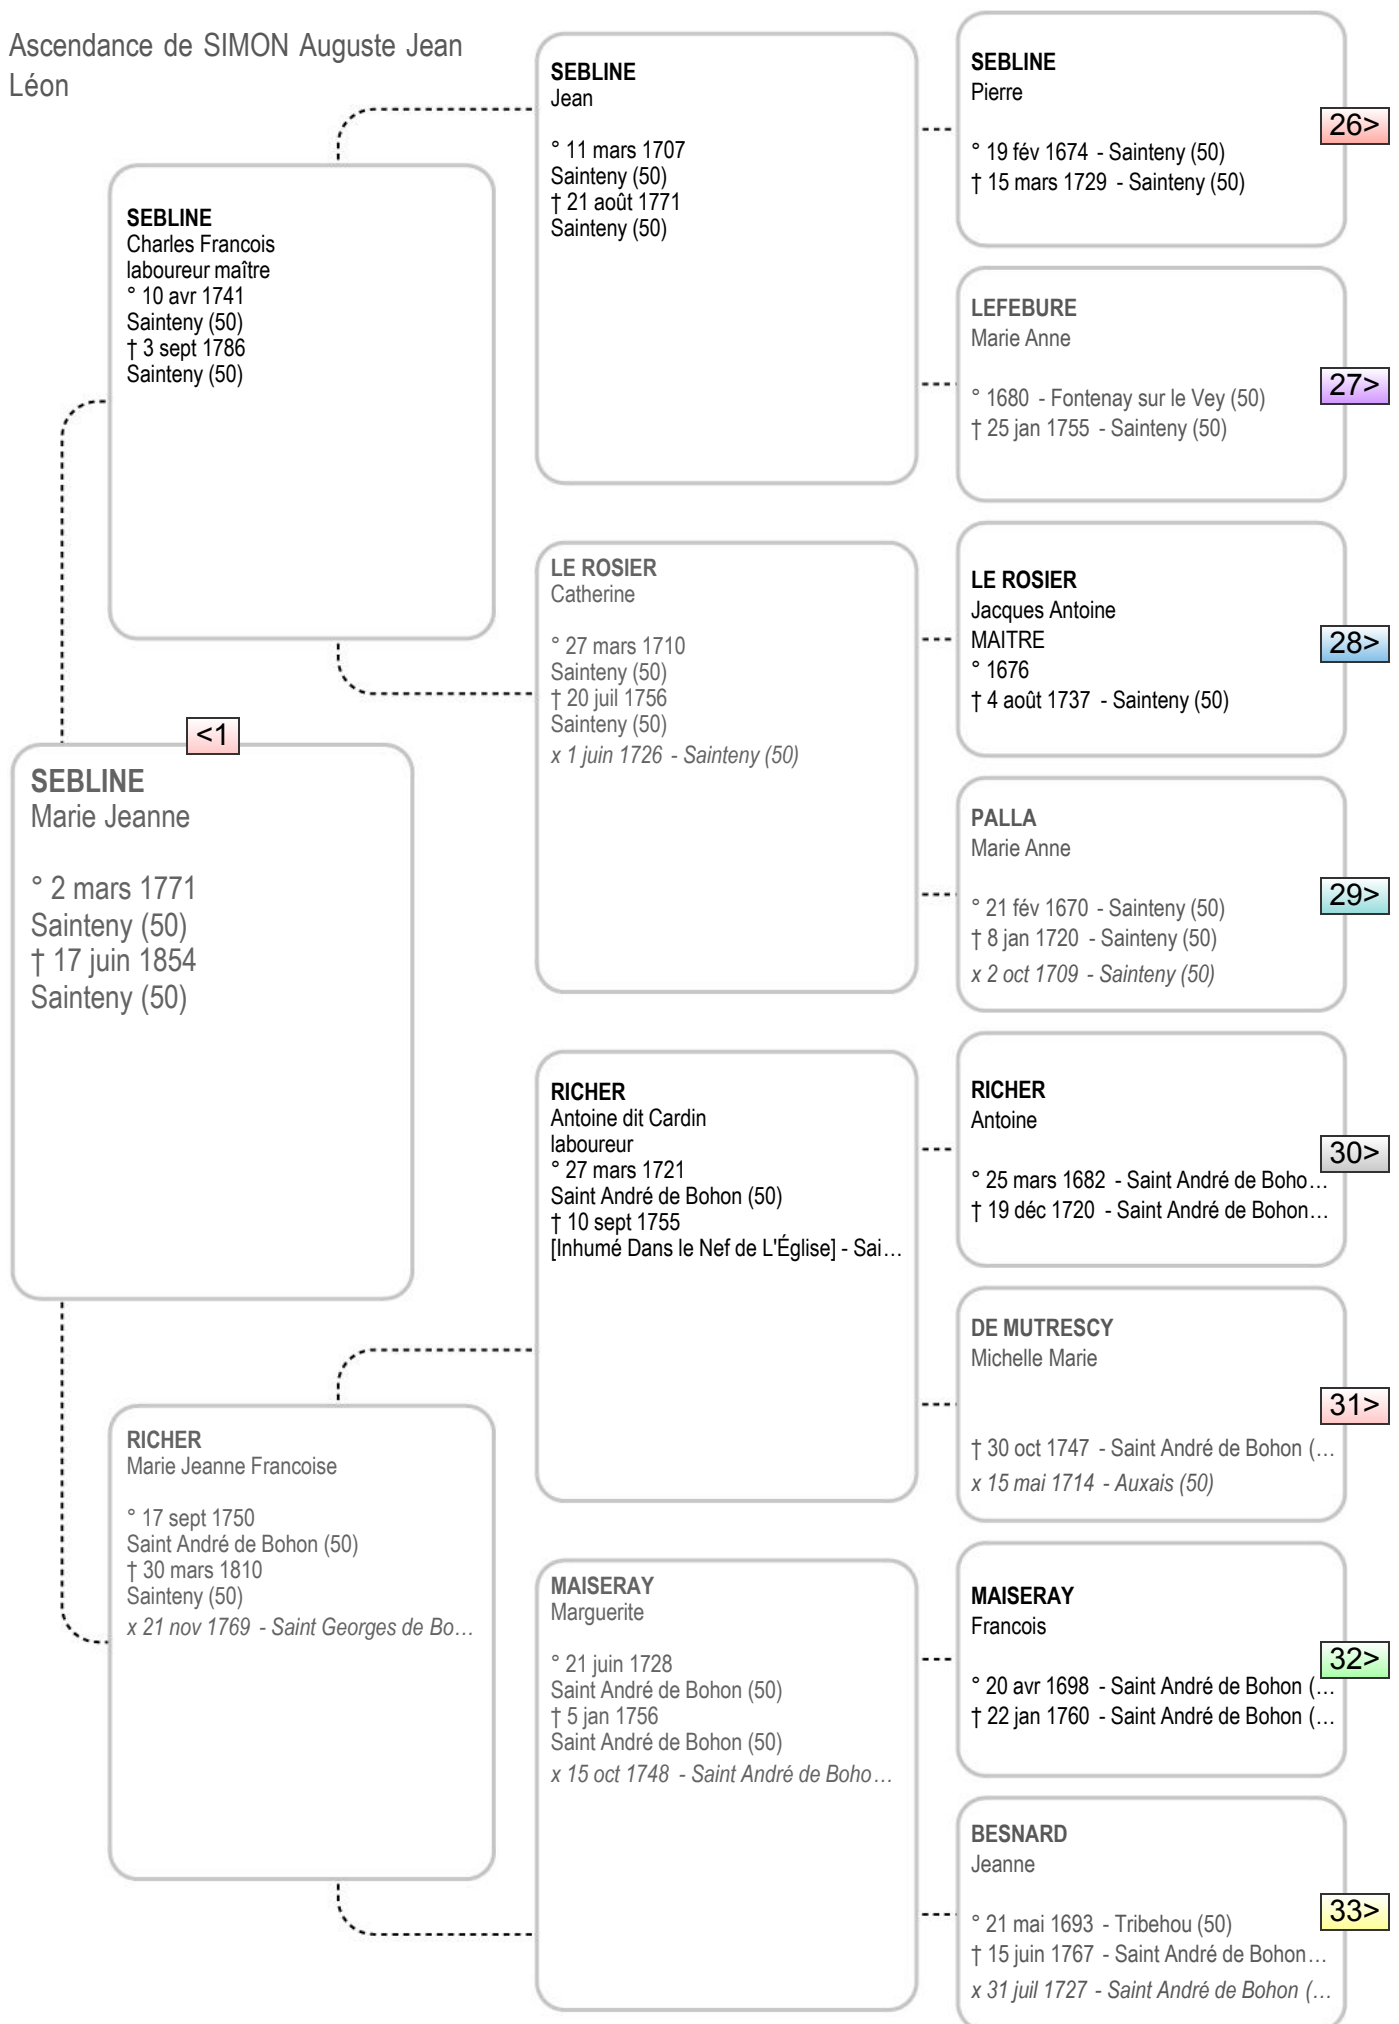 Ascendance de SIMON Auguste Jean
Léon
<1
SEBLINE
Marie Jeanne
° 2 mars 1771
Sainteny (50)
† 17 juin 1854
Sainteny (50)
SEBLINE
Charles Francois
laboureur maître
° 10 avr 1741
Sainteny (50)
† 3 sept 1786
Sainteny (50)
RICHER
Marie Jeanne Francoise
° 17 sept 1750
Saint André de Bohon (50)
† 30 mars 1810
Sainteny (50)
x 21 nov 1769 - Saint Georges de Bo…
SEBLINE
Jean
° 11 mars 1707
Sainteny (50)
† 21 août 1771
Sainteny (50)
LE ROSIER
Catherine
° 27 mars 1710
Sainteny (50)
† 20 juil 1756
Sainteny (50)
x 1 juin 1726 - Sainteny (50)
RICHER
Antoine dit Cardin
laboureur
° 27 mars 1721
Saint André de Bohon (50)
† 10 sept 1755
[Inhumé Dans le Nef de L'Église] - Sai…
MAISERAY
Marguerite
° 21 juin 1728
Saint André de Bohon (50)
† 5 jan 1756
Saint André de Bohon (50)
x 15 oct 1748 - Saint André de Boho…
SEBLINE
Pierre
° 19 fév 1674 - Sainteny (50)
† 15 mars 1729 - Sainteny (50)
26>
LEFEBURE
Marie Anne
° 1680 - Fontenay sur le Vey (50)
† 25 jan 1755 - Sainteny (50)
27>
LE ROSIER
Jacques Antoine
MAITRE
° 1676
† 4 août 1737 - Sainteny (50)
28>
PALLA
Marie Anne
° 21 fév 1670 - Sainteny (50)
† 8 jan 1720 - Sainteny (50)
x 2 oct 1709 - Sainteny (50)
29>
RICHER
Antoine
° 25 mars 1682 - Saint André de Boho…
† 19 déc 1720 - Saint André de Bohon…
30>
DE MUTRESCY
Michelle Marie
† 30 oct 1747 - Saint André de Bohon (…
x 15 mai 1714 - Auxais (50)
31>
MAISERAY
Francois
° 20 avr 1698 - Saint André de Bohon (…
† 22 jan 1760 - Saint André de Bohon (…
32>
BESNARD
Jeanne
° 21 mai 1693 - Tribehou (50)
† 15 juin 1767 - Saint André de Bohon…
x 31 juil 1727 - Saint André de Bohon (…
33>